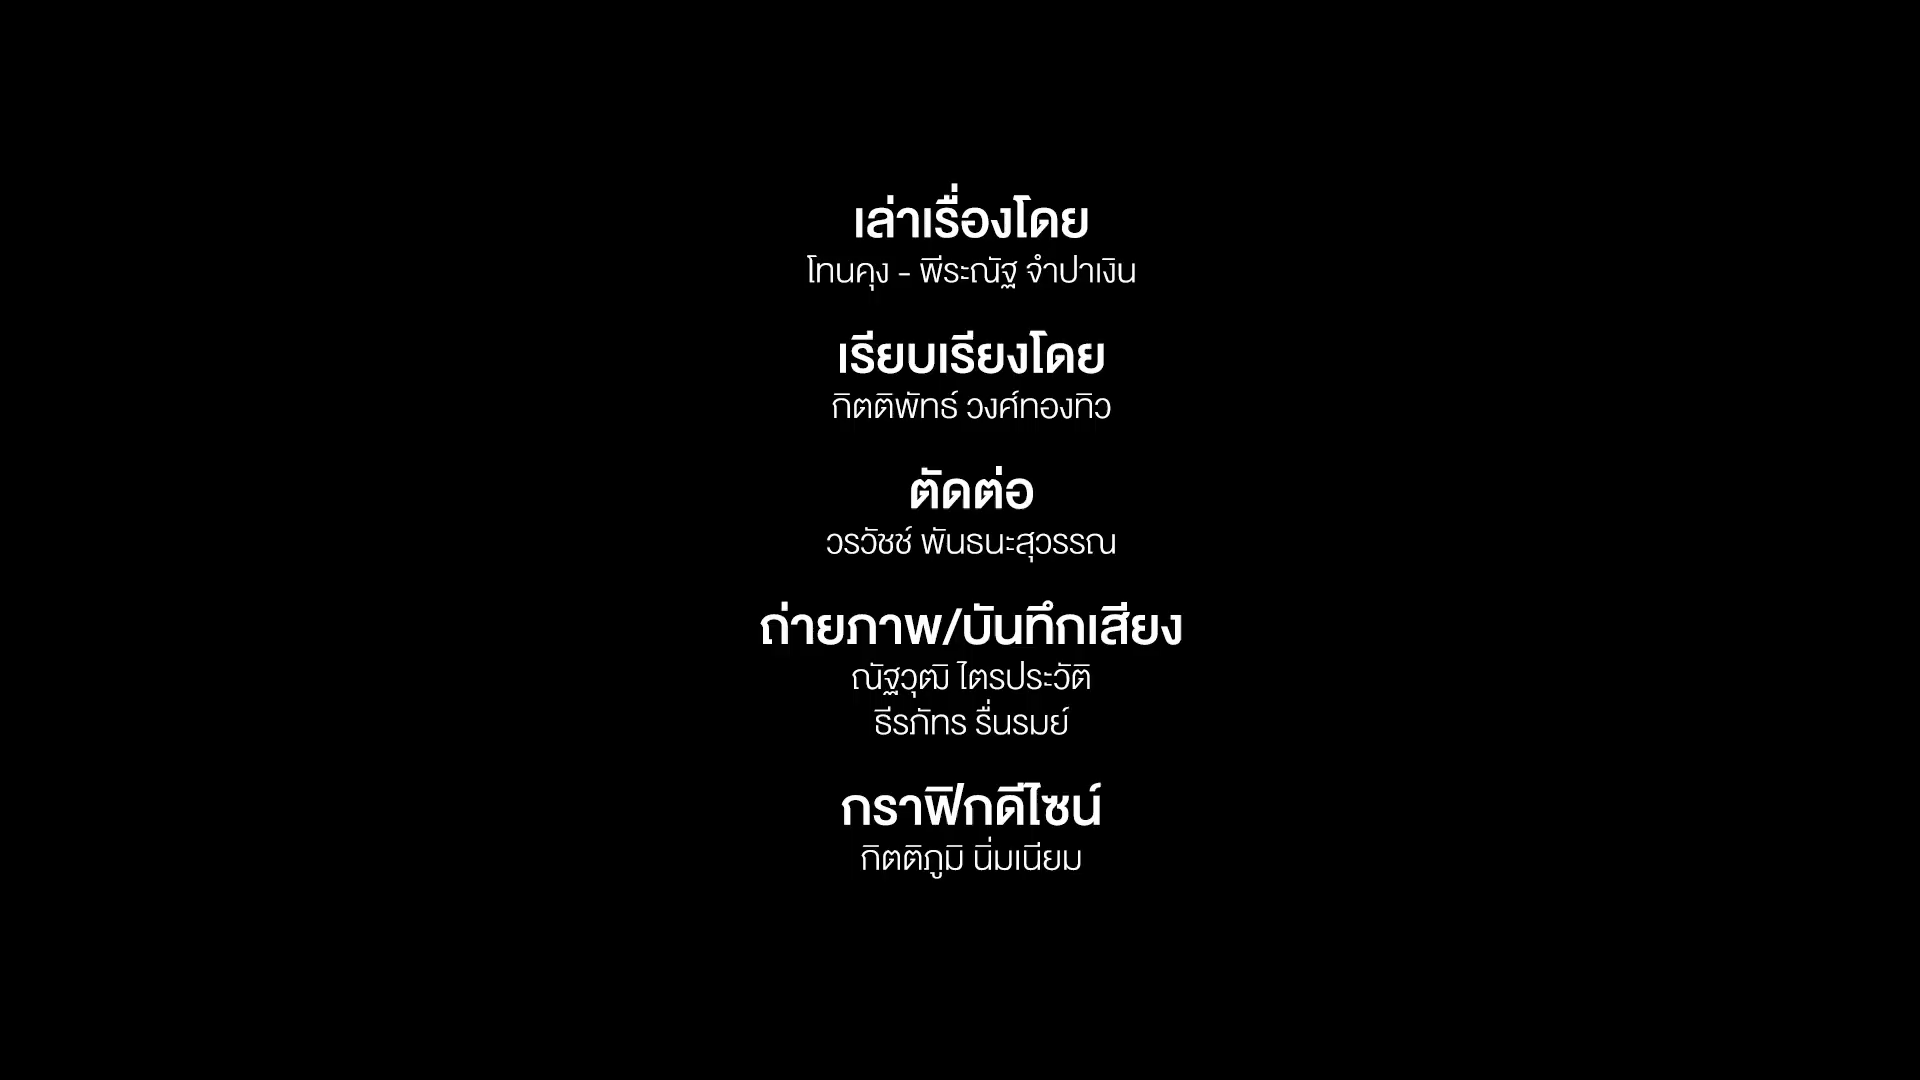 เล่าเรื่องโดย
โทนคุง - พีระณัฐ จำปาเงิน
เรียบเรียงโดย
กิตติพัทธ์ วงศ์ทองทิว
ตัดต่อ
วรวัชช์ พันธนะสุวรรณ
ถ่ายภาพ/บันทึกเสียง
ณัฐวุฒิ ไตรประวัติ
ธีรภัทร รื่นรมย์
กราฟิกดีไซน์
กิตติภูมิ นิ่มเนียม